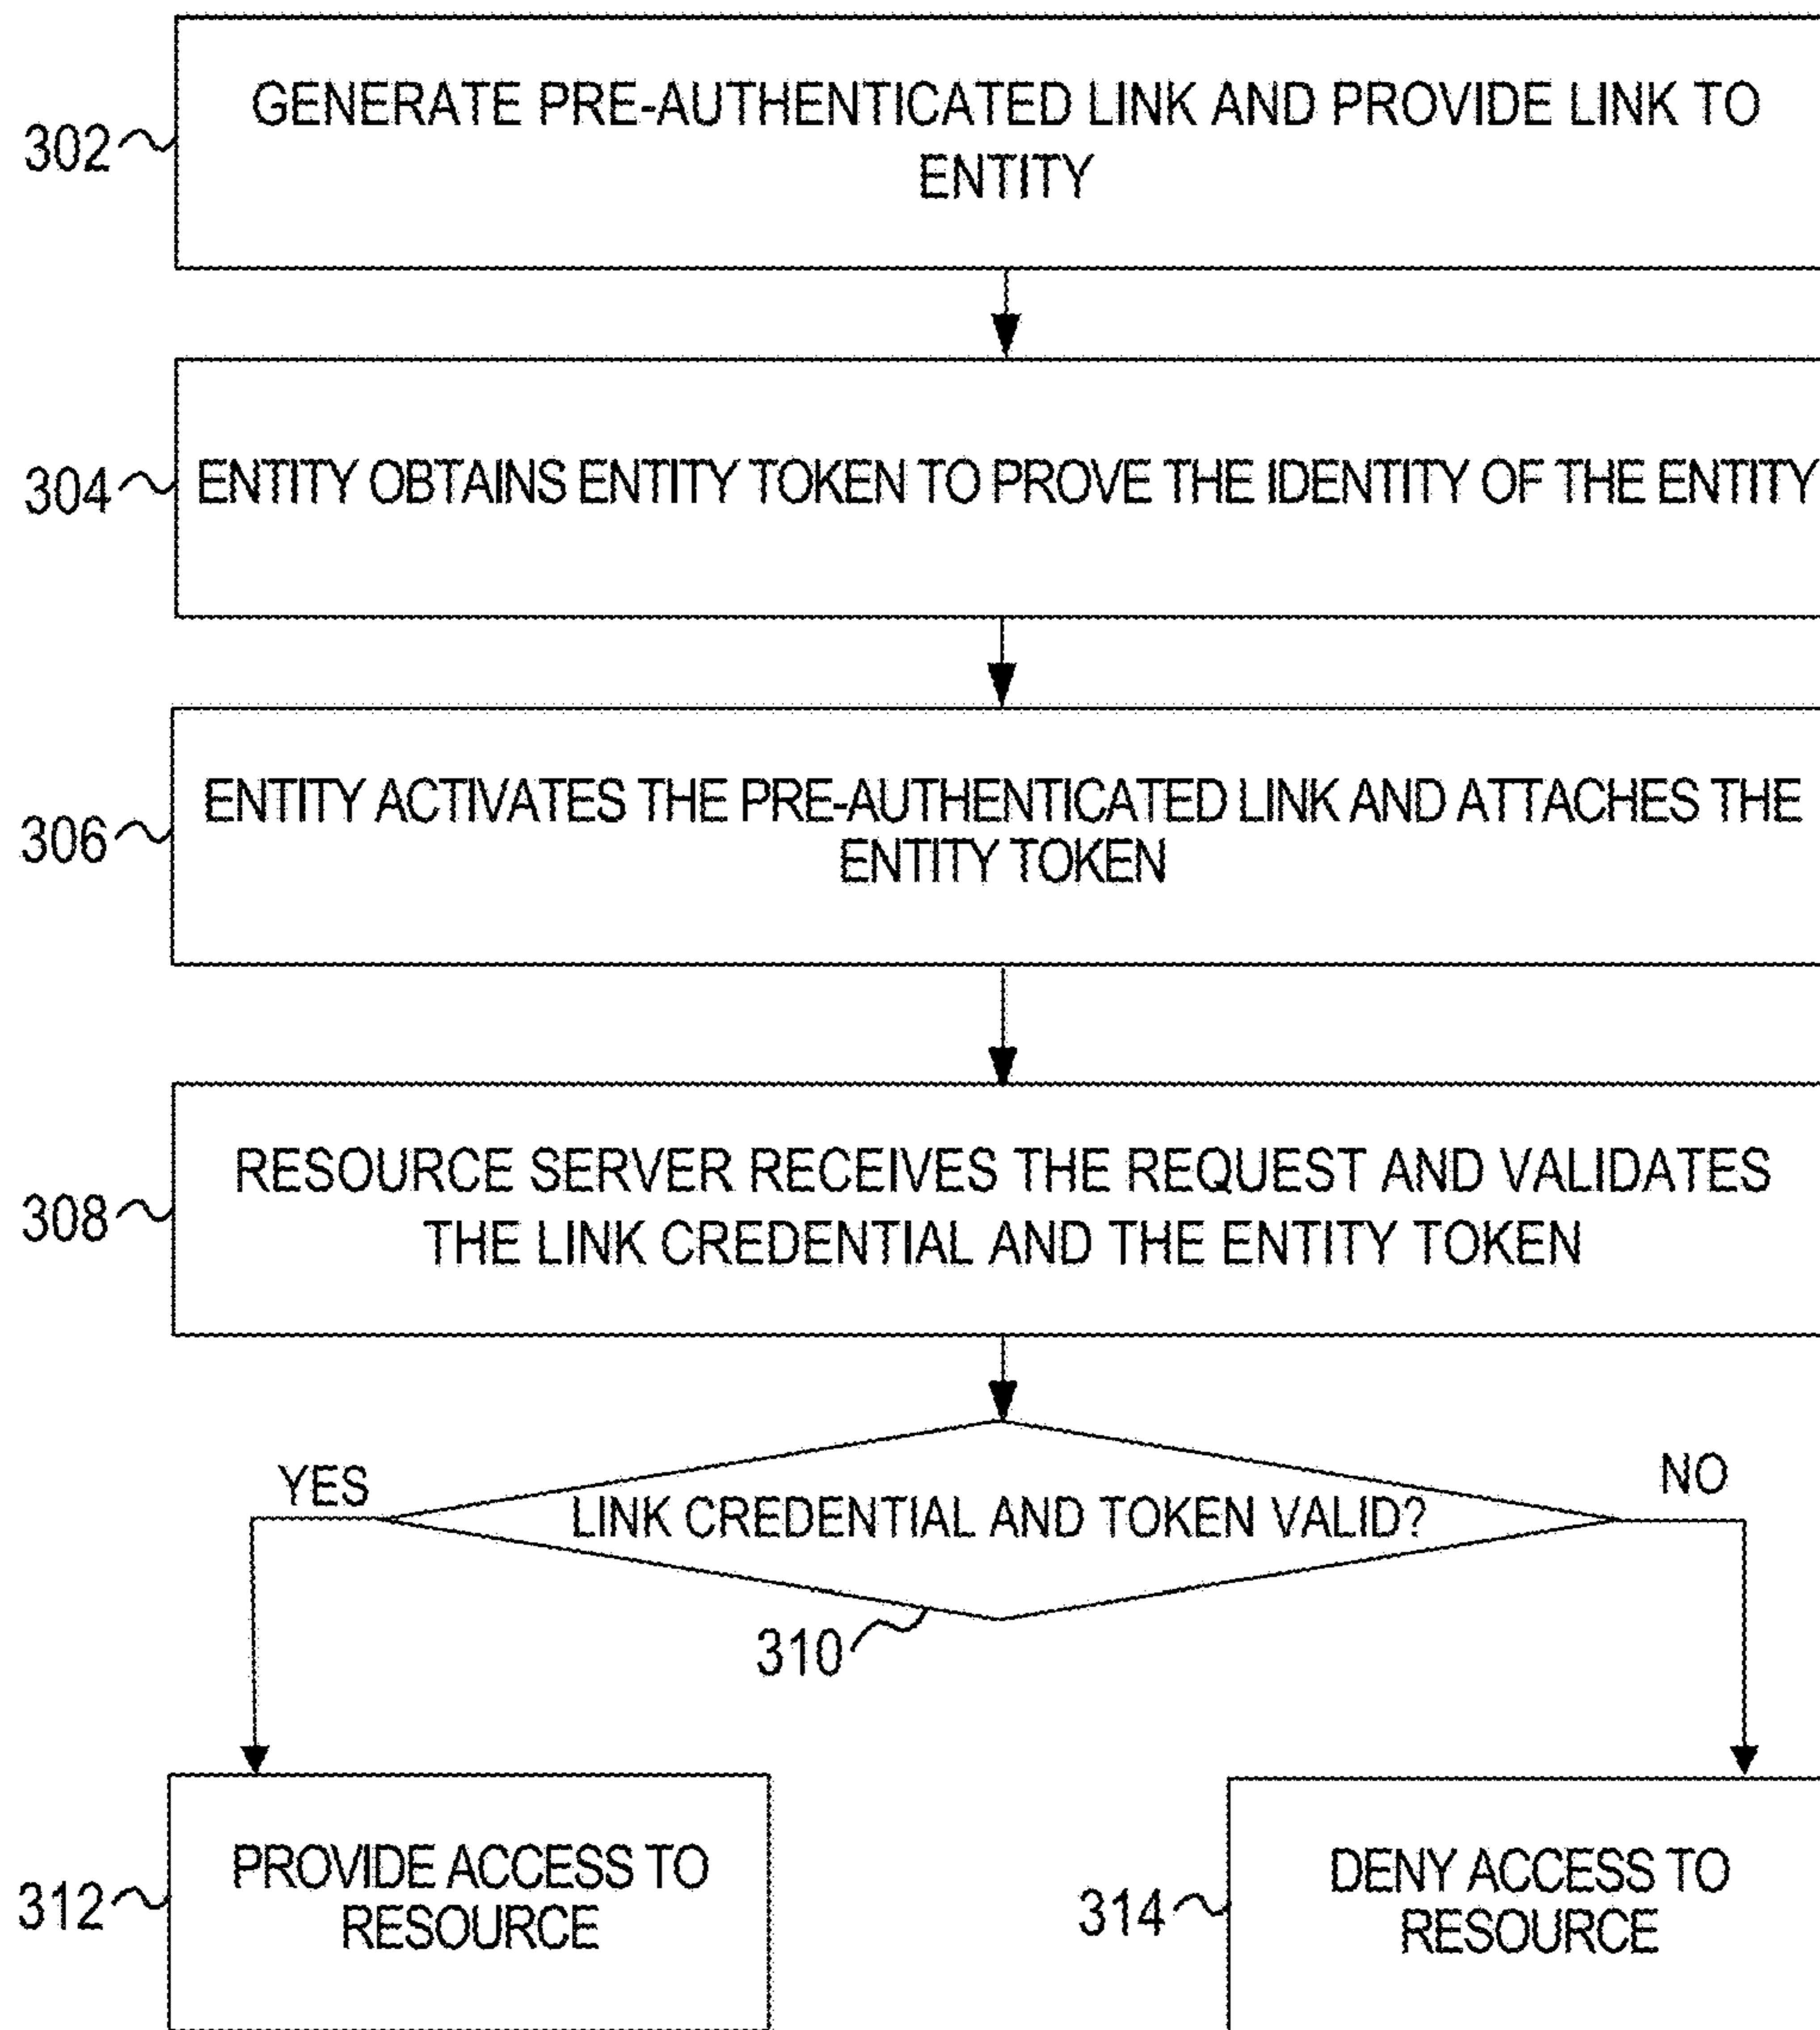 GENERATE PRE-AUTHENTICATED LINK AND PROVIDE LINK TO
ENTITY
302
ENTITY OBTAINS ENTITY TOKEN TO PROVE THE IDENTITY OF THE ENTITY
304
ENTITY ACTIVATES THE PRE-AUTHENTICATED LINK AND ATTACHES THE
ENTITY TOKEN
306
RESOURCE SERVER RECEIVES THE REQUEST AND VALIDATES
THE LINK CREDENTIAL AND THE ENTITY TOKEN
308
YES
NO
LINK CREDENTIAL AND TOKEN VALID?
310
PROVIDE ACCESS TO
RESOURCE
312
DENY ACCESS TO
RESOURCE
314